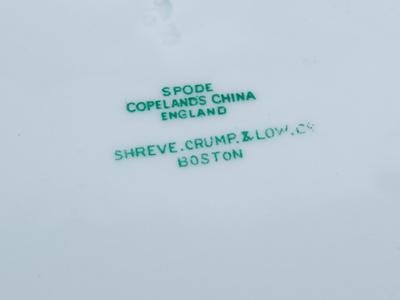 SPODE
COPELANDS CHINA
ENGLAND
SHREVE.CRUMP.&LOW.Co
BOSTON